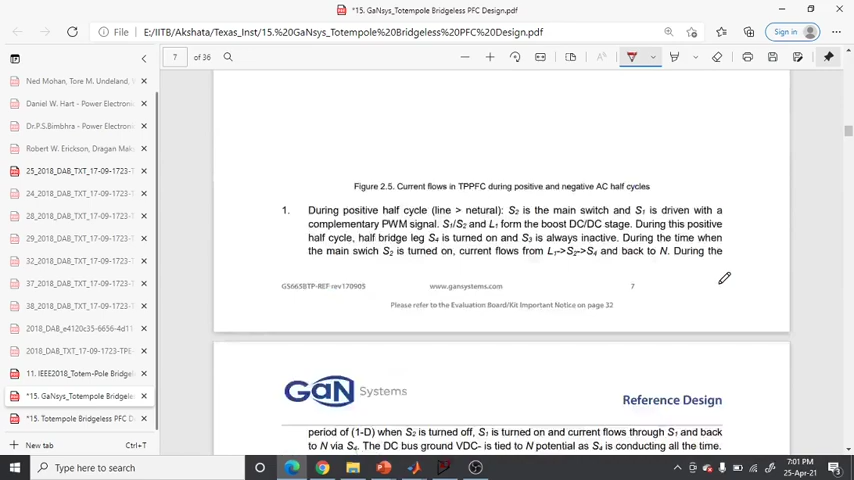 *15. GaNsys_Totempole Bridgeless PFC Design.pdf
File
E:/IITB/Akshata/Texas_Inst/15.%20GaNsys_Totempole%20Bridgeless%20PFC%20Design.pdf
Sign in
7 of 36
Ned Mohan, Tore M. Undeland, W
Daniel W. Hart - Power Electronic
Dr.P.S.Bimbhra - Power Electronic
Robert W. Erickson, Dragan Maks
25_2018_DAB_TXT_17-09-1723-T
24_2018_DAB_TXT_17-09-1723-T
28_2018_DAB_TXT_17-09-1723-T
29_2018_DAB_TXT_17-09-1723-T
32_2018_DAB_TXT_17-09-1723-T
37_2018_DAB_TXT_17-09-1723-T
38_2018_DAB_TXT_17-09-1723-T
2018_DAB_e4120c35-6656-4d11
2018_DAB_TXT_17-09-1723-TPE
11. IEEE2018_Totem-Pole Bridgel
*15. GaNsys_Totempole Bridgeles
*15. Totempole Bridgeless PFC D
New tab Ctrl+T
Figure 2.5. Current flows in TPPFC during positive and negative AC half cycles
1. During positive half cycle (line > netural): S2 is the main switch and S1 is driven with a
complementary PWM signal. S1/S2 and L1 form the boost DC/DC stage. During this positive
half cycle, half bridge leg S4 is turned on and S3 is always inactive. During the time when
the main swich S2 is turned on, current flows from L1->S2->S4 and back to N. During the
GS665BTP-REF rev170905 www.gansystems.com 7
Please refer to the Evaluation Board/Kit Important Notice on page 32
GaN Systems
Reference Design
period of (1-D) when S2 is turned off, S1 is turned on and current flows through S1 and back
to N via S4. The DC bus ground VDC- is tied to N potential as S4 is conducting all the time.
Type here to search
7:01 PM
25-Apr-21
3